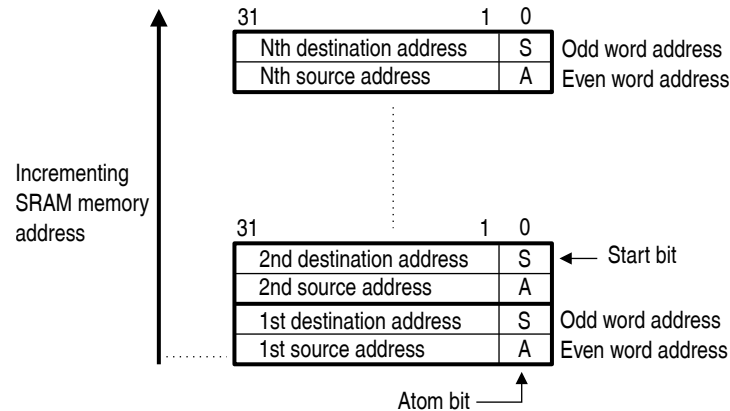 31 1 0
Nth destination address S Odd word address
Nth source address A Even word address
Incrementing
SRAM memory
address
31 1 0
2nd destination address S Start bit
2nd source address A
1st destination address S Odd word address
1st source address A Even word address
Atom bit